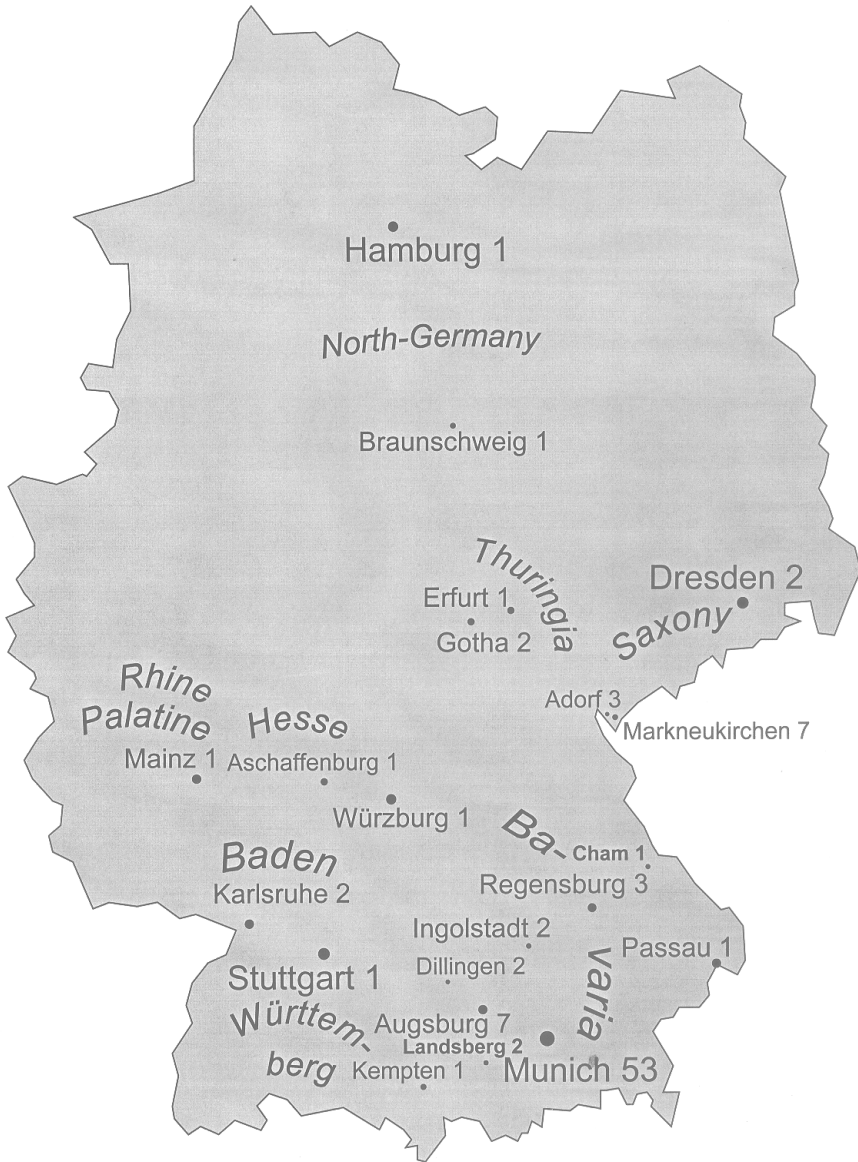 Hamburg 1
North-Germany
Braunschweig 1
Thuringia
Dresden 2
Erfurt 1
Saxony
Gotha 2
Rhine
Palatine
Hesse
Adorf 3
Markneukirchen 7
Mainz 1
Aschaffenburg 1
Würzburg 1
Ba-
varia
Cham 1
Baden
Karlsruhe 2
Regensburg 3
Ingolstadt 2
Passau 1
Dillingen 2
Stuttgart 1
Württem-
berg
Augsburg 7
Landsberg 2
Kempten 1
Munich 53